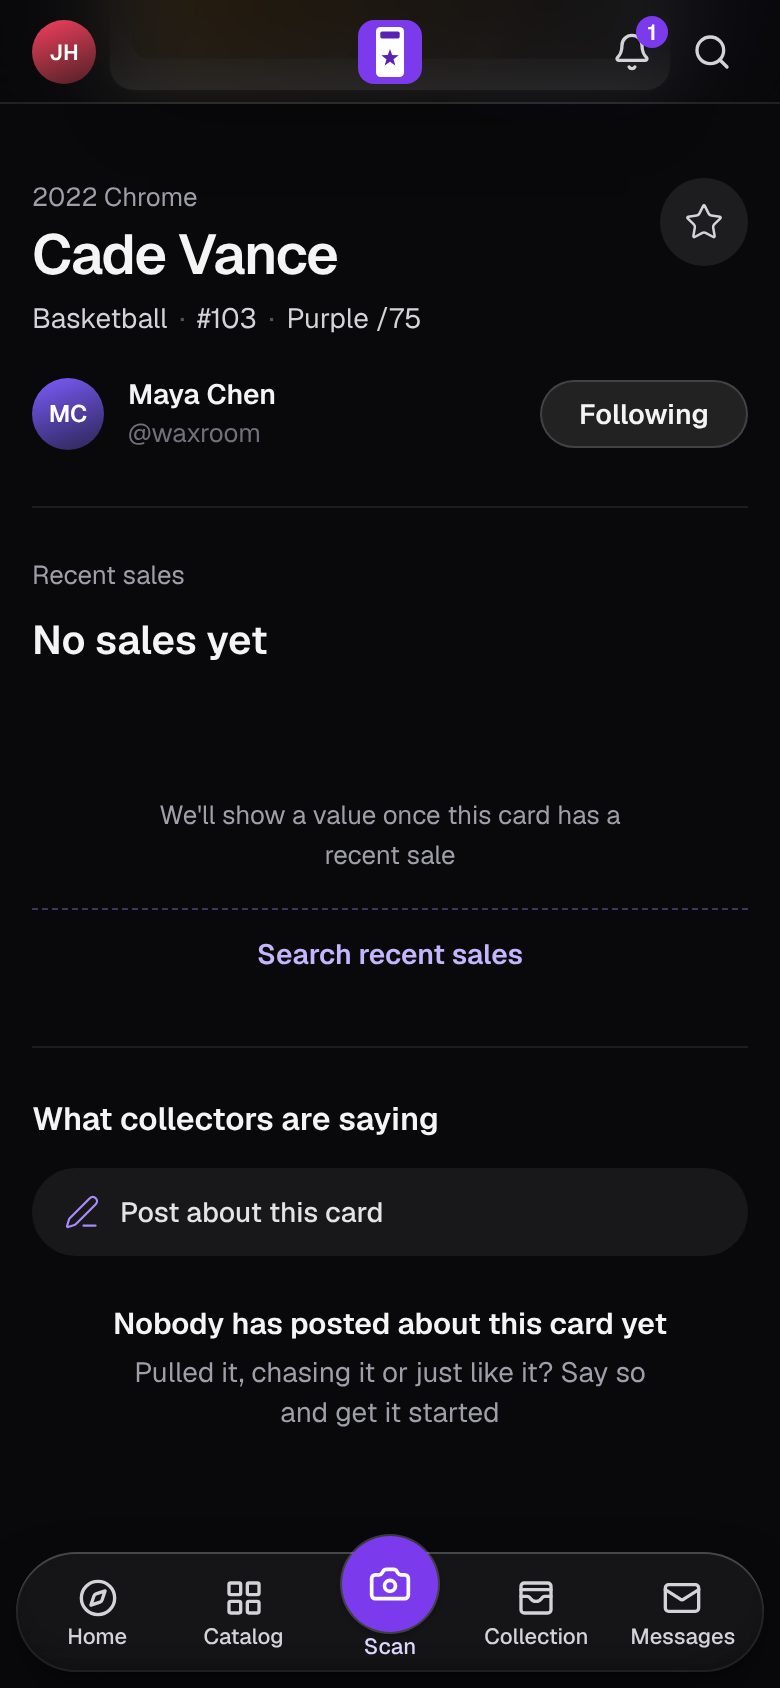 JH
1
2022 Chrome
Cade Vance
Basketball · #103 · Purple /75
MC
Maya Chen
@waxroom
Following
Recent sales
No sales yet
We'll show a value once this card has a
recent sale
Search recent sales
What collectors are saying
Post about this card
Nobody has posted about this card yet
Pulled it, chasing it or just like it? Say so
and get it started
Home
Catalog
Scan
Collection
Messages